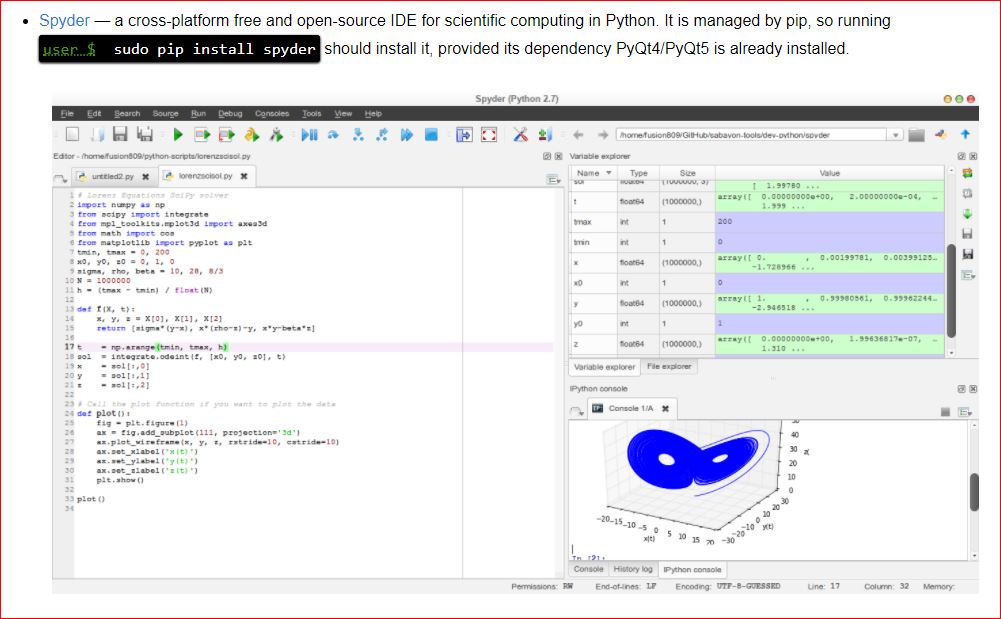 Spyder — a cross-platform free and open-source IDE for scientific computing in Python. It is managed by pip, so running
user $ sudo pip install spyder should install it, provided its dependency PyQt4/PyQt5 is already installed.
Spyder (Python 2.7)
File Edit Search Source Run Debug Consoles Tools View Help
/home/fusion809/GitHub/sabayon-tools/dev-python/spyder
Editor - /home/fusion809/python-scripts/lorenzscisol.py
untitled2.py lorenzsoisol.py
1 # Lorenz Equations SciPy solver
2 import numpy as np
3 from scipy import integrate
4 from mpl_toolkits.mplot3d import axes3d
5 from math import cos
6 from matplotlib import pyplot as plt
7 tmin, tmax = 0, 200
8 x0, y0, z0 = 0, 1, 0
9 sigma, rho, beta = 10, 28, 8/3
10 N = 1000000
11 h = (tmax - tmin) / float(N)
12
13 def f(X, t):
14 x, y, z = X[0], X[1], X[2]
15 return [sigma*(y-x), x*(rho-z)-y, x*y-beta*z]
16
17 t = np.arange(tmin, tmax, h)
18 sol = integrate.odeint(f, [x0, y0, z0], t)
19 x = sol[:,0]
20 y = sol[:,1]
21 z = sol[:,2]
22
23 # Call the plot function if you want to plot the data
24 def plot():
25 fig = plt.figure(1)
26 ax = fig.add_subplot(111, projection='3d')
27 ax.plot_wireframe(x, y, z, rstride=10, cstride=10)
28 ax.set_xlabel('x(t)')
29 ax.set_ylabel('y(t)')
30 ax.set_zlabel('z(t)')
31 plt.show()
32
33 plot()
34
Variable explorer
Name Type Size Value
sol float64 (1000000, 3) [ 1.99780 ...
t float64 (1000000,) array([ 0.00000000e+00, 2.00000000e-04, …
1.999 ...
tmax int 1 200
tmin int 1 0
x float64 (1000000,) array([ 0. , 0.00199781, 0.00399125…
-1.728966 ...
x0 int 1 0
y float64 (1000000,) array([ 1. , 0.99980561, 0.99962244…
-2.946518 ...
y0 int 1 1
z float64 (1000000,) array([ 0.00000000e+00, 1.99636817e-07, …
1.310 ...
Variable explorer File explorer
IPython console
Console 1/A
50
40
30
20
10
0
z(
−20 −15 −10 −5 0 5 10 15 20
x(t)
−30 −20 −10 0 10 20 30
y(t)
In [2]:
Console History log IPython console
Permissions: RW End-of-lines: LF Encoding: UTF-8-GUESSED Line: 17 Column: 32 Memory: